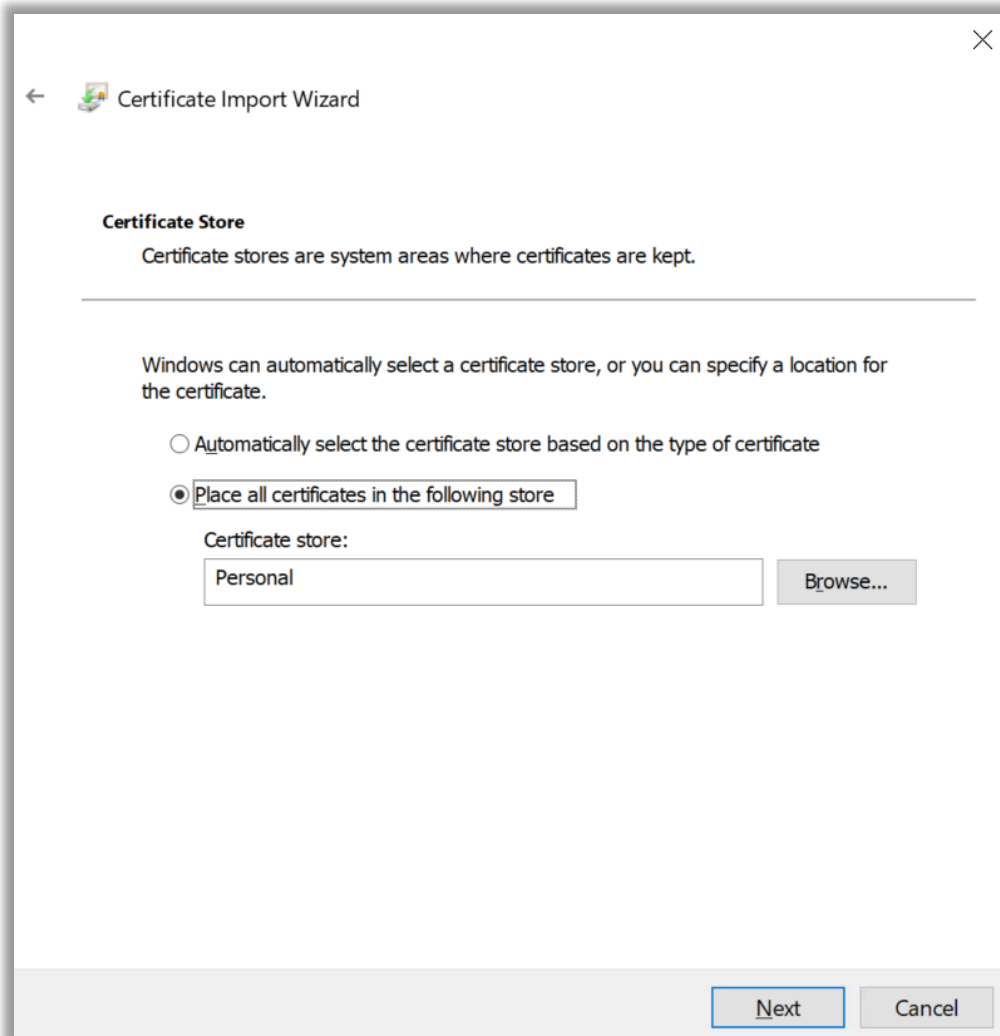 Certificate Import Wizard
Certificate Store
Certificate stores are system areas where certificates are kept.
Windows can automatically select a certificate store, or you can specify a location for
the certificate.
Automatically select the certificate store based on the type of certificate
Place all certificates in the following store
Certificate store:
Personal
Browse...
Next
Cancel